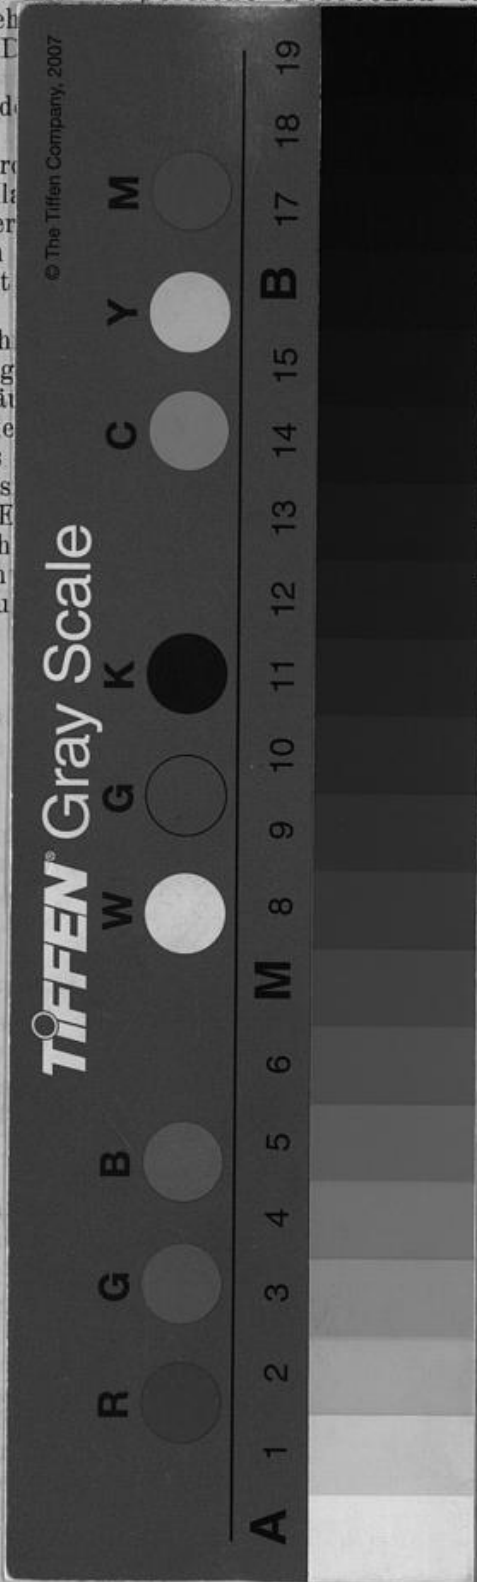 © The Tiffen Company, 2007
TIFFEN® Gray Scale
R G B W G K C Y M
A 1 2 3 4 5 6 M 8 9 10 11 12 13 14 15 B 17 18 19